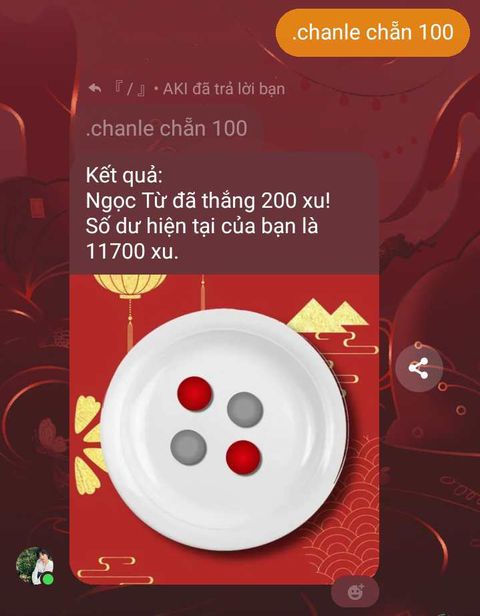 .chanle chẵn 100
『 / 』 • AKI đã trả lời bạn
.chanle chẵn 100
Kết quả:
Ngọc Từ đã thắng 200 xu!
Số dư hiện tại của bạn là
11700 xu.